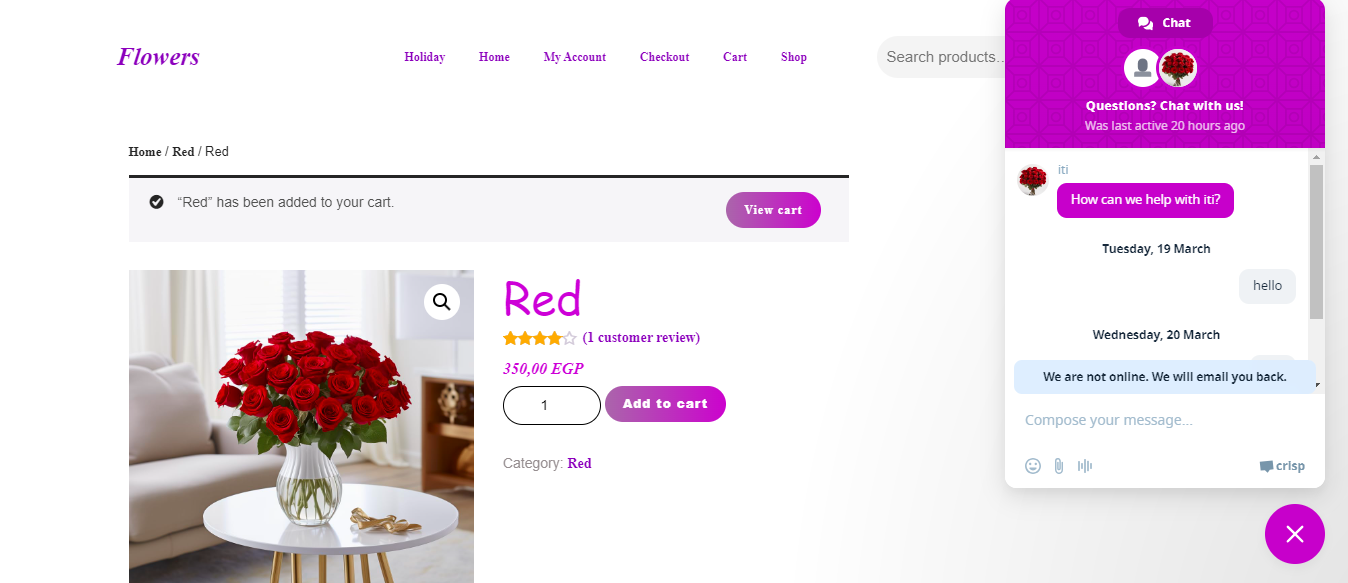 Flowers
Holiday
Home
My Account
Checkout
Cart
Shop
Search products…
Home / Red / Red
“Red” has been added to your cart.
View cart
Red
(1 customer review)
350,00 EGP
1
Add to cart
Category: Red
Chat
Questions? Chat with us!
Was last active 20 hours ago
iti
How can we help with iti?
Tuesday, 19 March
hello
Wednesday, 20 March
We are not online. We will email you back.
Compose your message...
crisp